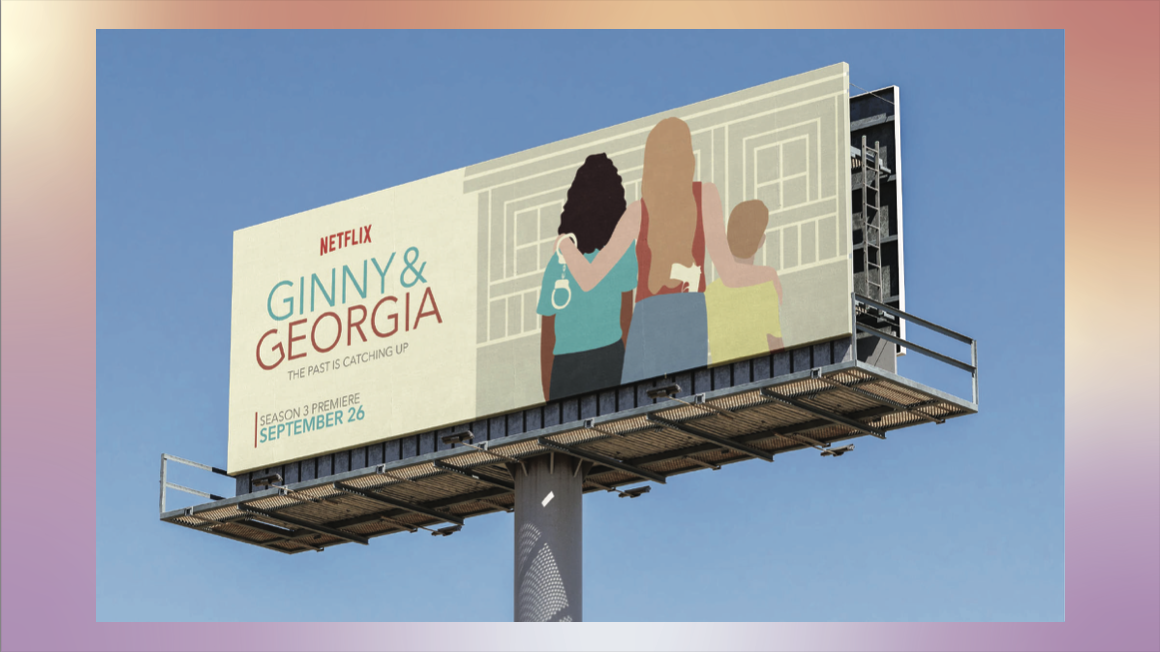 NETFLIX
GINNY &
GEORGIA
THE PAST IS CATCHING UP
SEASON 3 PREMIERE
SEPTEMBER 26